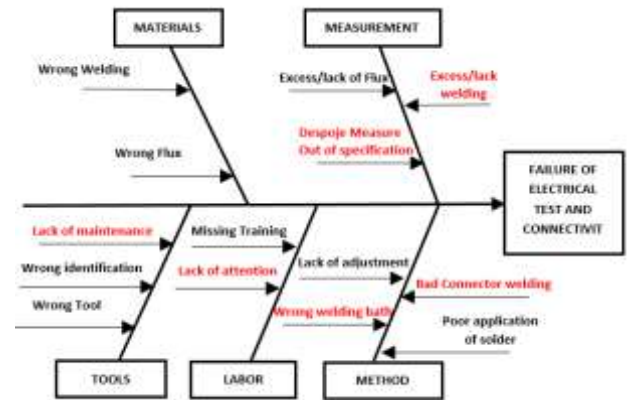 MATERIALS
MEASUREMENT
Wrong Welding
Excess/lack of Flux
Excess/lack
welding
Wrong Flux
Despoje Measure
Out of specification
FAILURE OF
ELECTRICAL
TEST AND
CONNECTIVIT
Lack of maintenance
Missing Training
Wrong identification
Lack of attention
Lack of adjustment
Bad Connector welding
Wrong Tool
Wrong welding bath
Poor application
of solder
TOOLS
LABOR
METHOD